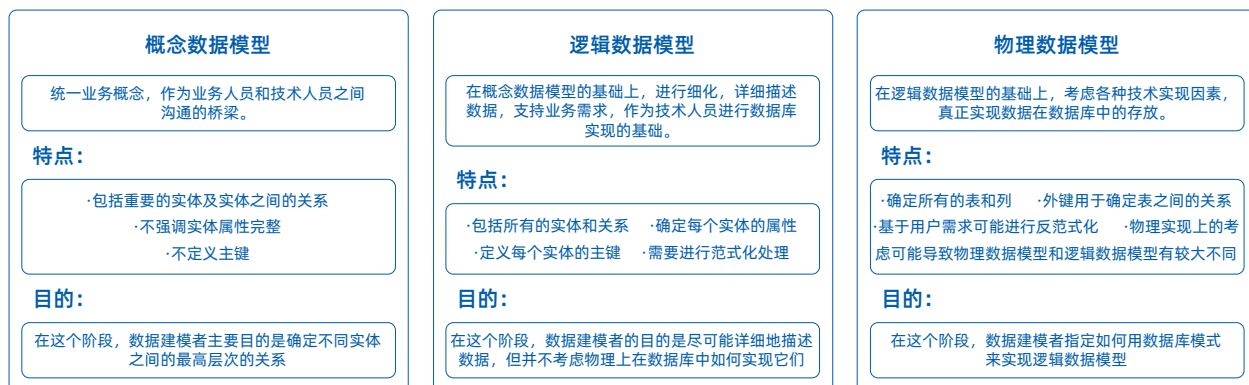 概念数据模型
统一业务概念，作为业务人员和技术人员之间
沟通的桥梁。
特点：
·包括重要的实体及实体之间的关系
·不强调实体属性完整
·不定义主键
目的：
在这个阶段，数据建模者主要目的是确定不同实体
之间的最高层次的关系
逻辑数据模型
在概念数据模型的基础上，进行细化，详细描述
数据，支持业务需求，作为技术人员进行数据库
实现的基础。
特点：
·包括所有的实体和关系 ·确定每个实体的属性
·定义每个实体的主键 ·需要进行范式化处理
目的：
在这个阶段，数据建模者的目的是尽可能详细地描述
数据，但并不考虑物理上在数据库中如何实现它们
物理数据模型
在逻辑数据模型的基础上，考虑各种技术实现因素，
真正实现数据在数据库中的存放。
特点：
·确定所有的表和列 ·外键用于确定表之间的关系
·基于用户需求可能进行反范式化 ·物理实现上的考
虑可能导致物理数据模型和逻辑数据模型有较大不同
目的：
在这个阶段，数据建模者指定如何用数据库模式
来实现逻辑数据模型